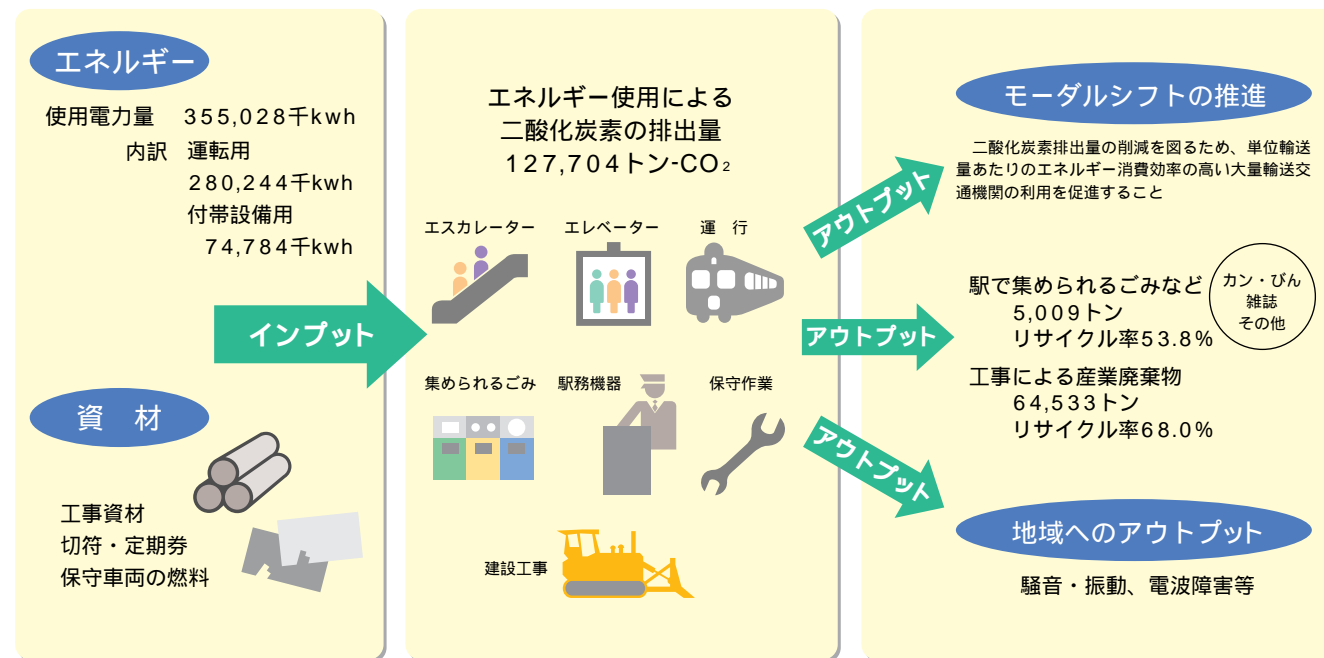 エネルギー
使用電力量 355,028千kwh
内訳 運転用
280,244千kwh
付帯設備用
74,784千kwh
インプット
資 材
工事資材
切符・定期券
保守車両の燃料
エネルギー使用による
二酸化炭素の排出量
127,704トン-CO₂
エスカレーター エレベーター 運 行
集められるごみ 駅務機器 保守作業
建設工事
アウトプット
アウトプット
アウトプット
モーダルシフトの推進
二酸化炭素排出量の削減を図るため、単位輸送
量あたりのエネルギー消費効率の高い大量輸送交
通機関の利用を促進すること
駅で集められるごみなど
5,009トン
リサイクル率53.8%
カン・びん
雑誌
その他
工事による産業廃棄物
64,533トン
リサイクル率68.0%
地域へのアウトプット
騒音・振動、電波障害等